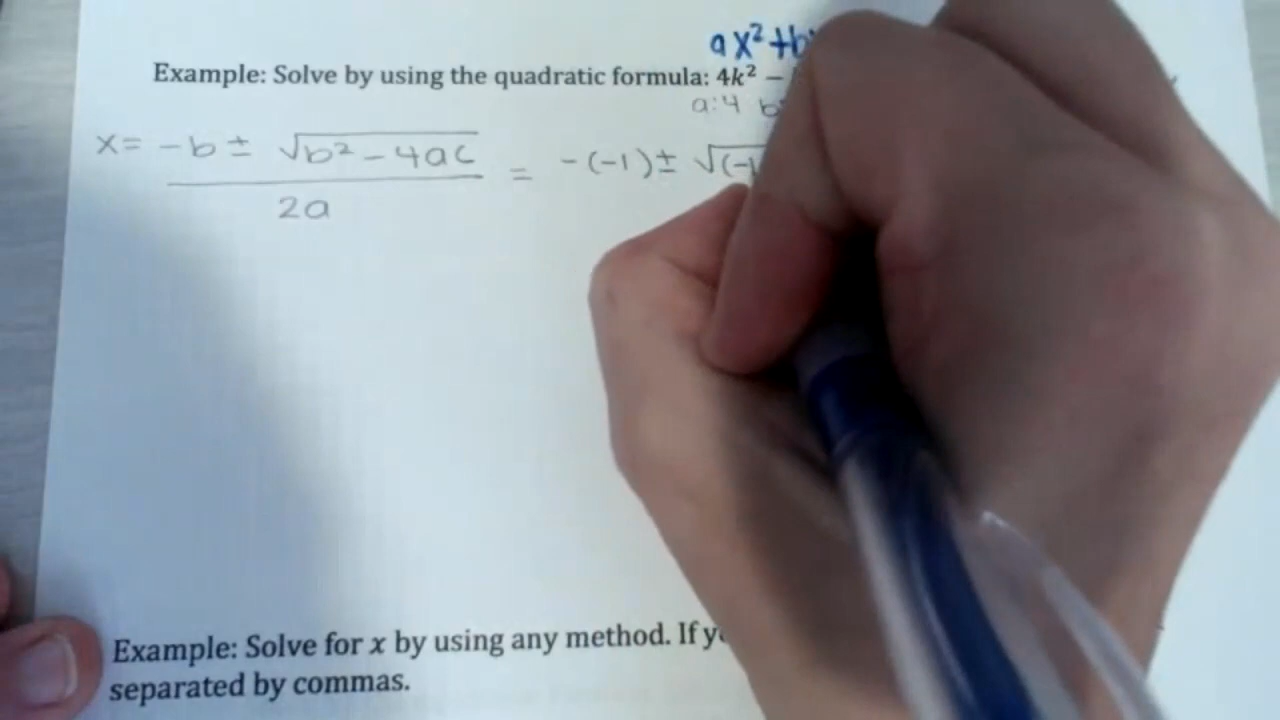 ax²+b
Example: Solve by using the quadratic formula: 4k² −
a:4 b
x= -b ± √b² - 4ac = -(-1) ± √(-1
2a
Example: Solve for x by using any method. If
separated by commas.